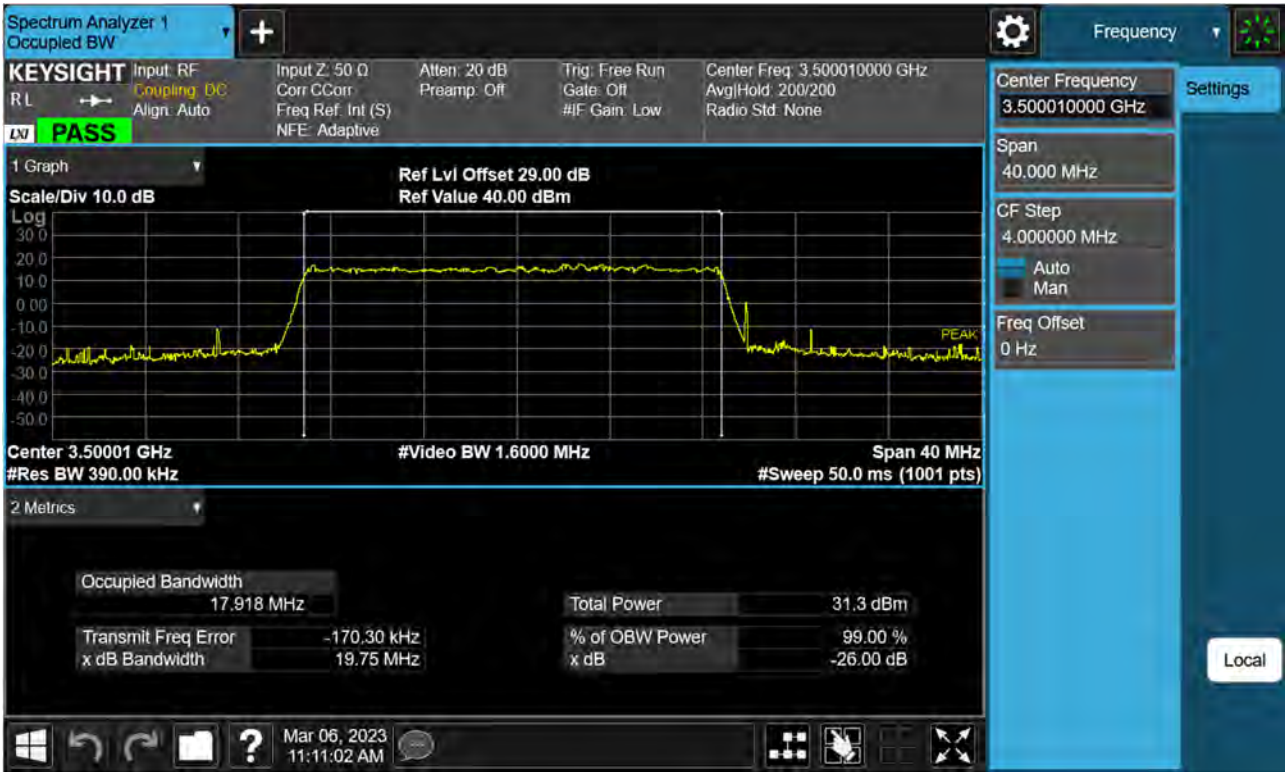 Spectrum Analyzer 1
Occupied BW
+
Frequency
KEYSIGHT
R L
LXI
PASS
Input: RF
Coupling: DC
Align: Auto
Input Z: 50 Ω
Corr CCorr
Freq Ref: Int (S)
NFE: Adaptive
Atten: 20 dB
Preamp: Off
Trig: Free Run
Gate: Off
#IF Gain: Low
Center Freq: 3.500010000 GHz
Avg|Hold: 200/200
Radio Std: None
Center Frequency
3.500010000 GHz
Settings
Span
40.000 MHz
CF Step
4.000000 MHz
Auto
Man
Freq Offset
0 Hz
Local
1 Graph
Scale/Div 10.0 dB
Ref Lvl Offset 29.00 dB
Ref Value 40.00 dBm
Log
30.0
20.0
10.0
0.00
-10.0
-20.0
-30.0
-40.0
-50.0
PEAK
Center 3.50001 GHz
#Video BW 1.6000 MHz
Span 40 MHz
#Res BW 390.00 kHz
#Sweep 50.0 ms (1001 pts)
2 Metrics
Occupied Bandwidth
17.918 MHz
Total Power 31.3 dBm
Transmit Freq Error -170.30 kHz
% of OBW Power 99.00 %
x dB Bandwidth 19.75 MHz
x dB -26.00 dB
?
Mar 06, 2023
11:11:02 AM